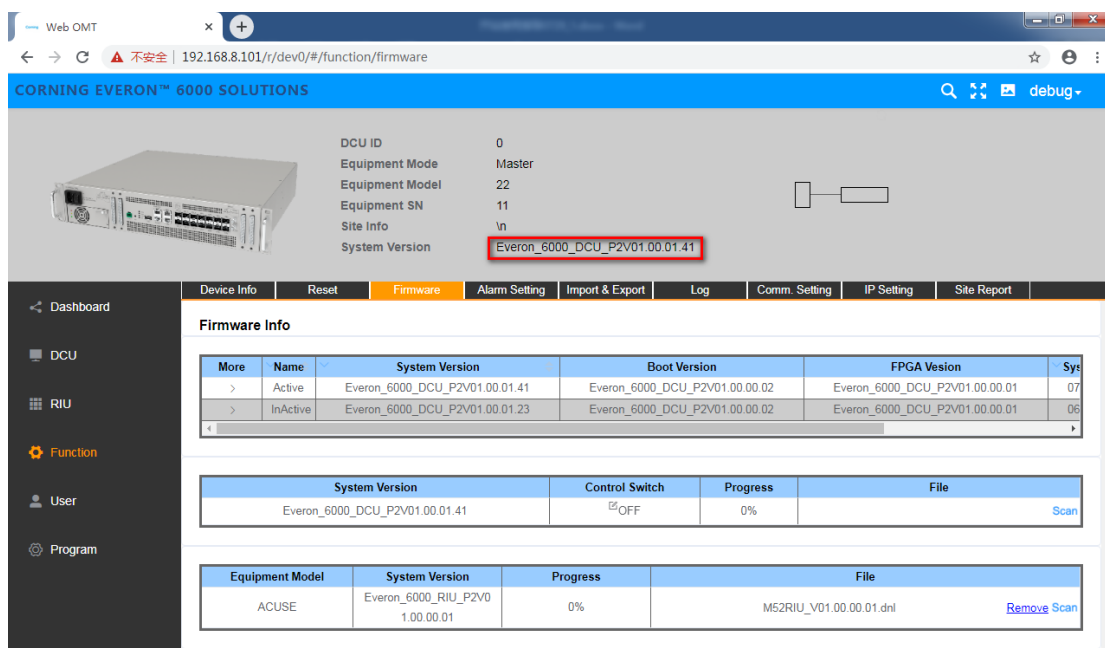 Web OMT
不安全 192.168.8.101/r/dev0/#/function/firmware
CORNING EVERON™ 6000 SOLUTIONS debug
DCU ID 0
Equipment Mode Master
Equipment Model 22
Equipment SN 11
Site Info \n
System Version Everon_6000_DCU_P2V01.00.01.41
Device Info Reset Firmware Alarm Setting Import & Export Log Comm. Setting IP Setting Site Report
Dashboard
DCU
RIU
Function
User
Program
Firmware Info
More Name System Version Boot Version FPGA Vesion Sys
> Active Everon_6000_DCU_P2V01.00.01.41 Everon_6000_DCU_P2V01.00.00.02 Everon_6000_DCU_P2V01.00.00.01 07
> InActive Everon_6000_DCU_P2V01.00.01.23 Everon_6000_DCU_P2V01.00.00.02 Everon_6000_DCU_P2V01.00.00.01 06
System Version Control Switch Progress File
Everon_6000_DCU_P2V01.00.01.41 OFF 0% Scan
Equipment Model System Version Progress File
ACUSE Everon_6000_RIU_P2V0
1.00.00.01 0% M52RIU_V01.00.00.01.dnl Remove Scan